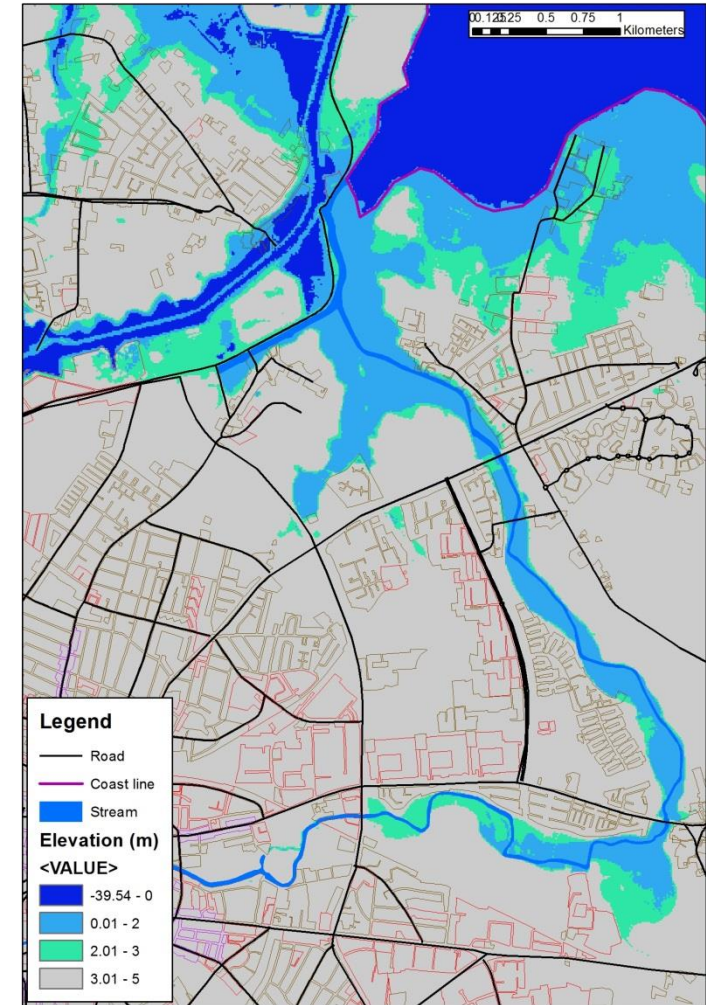 0 0.125 0.25 0.5 0.75 1
Kilometers
Legend
Road
Coast line
Stream
Elevation (m)
<VALUE>
-39.54 - 0
0.01 - 2
2.01 - 3
3.01 - 5